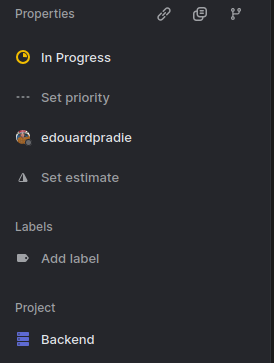 Properties
In Progress
Set priority
edouardpradie
Set estimate
Labels
Add label
Project
Backend